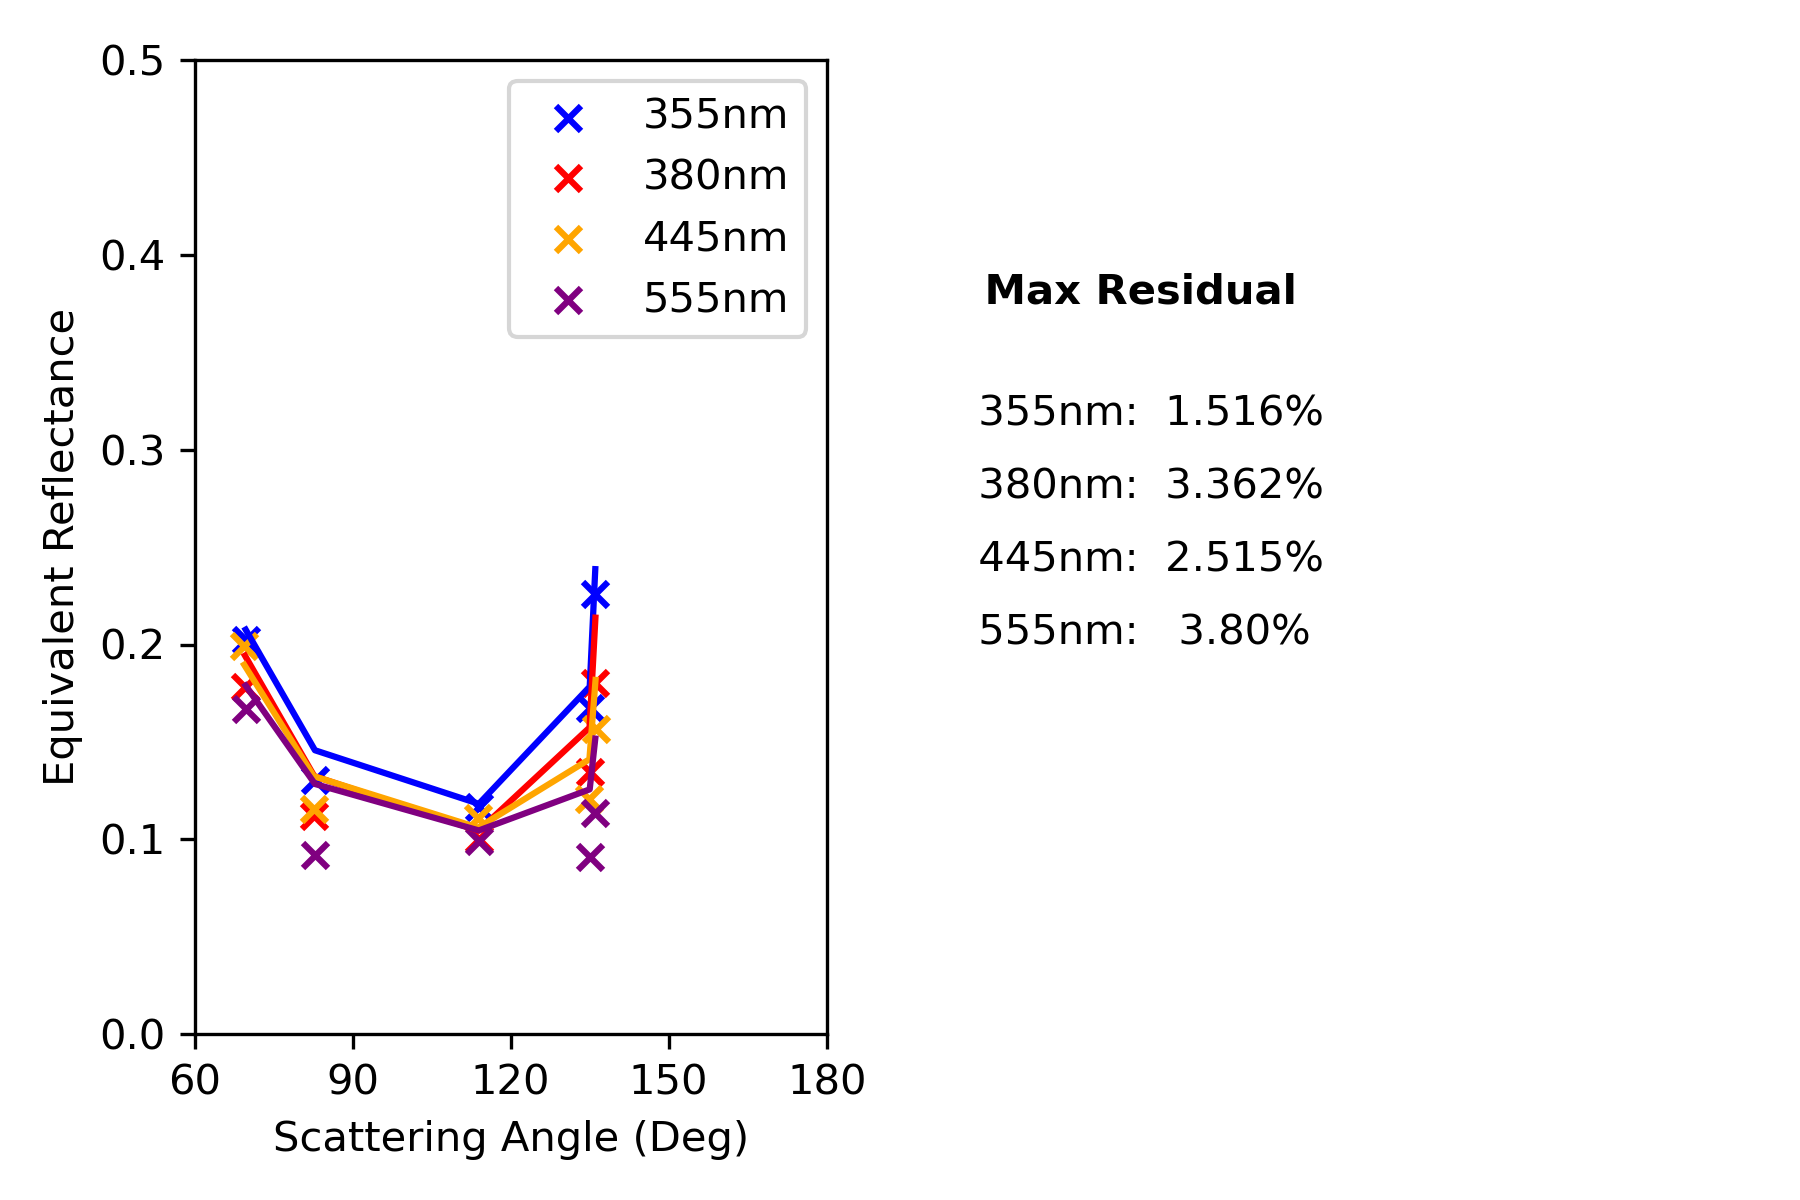 0.5
0.4
0.3
0.2
0.1
0.0
60 90 120 150 180
Scattering Angle (Deg)
Equivalent Reflectance
355nm
380nm
445nm
555nm
Max Residual
355nm: 1.516%
380nm: 3.362%
445nm: 2.515%
555nm: 3.80%